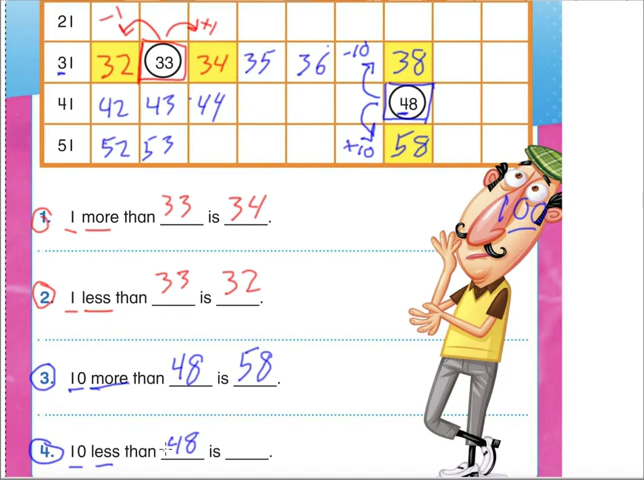 21 -1 +1
31 32 33 34 35 36 -10 38
41 42 43 44 48
51 52 53 +10 58
100
1. 1 more than 33 is 34.
2. 1 less than 33 is 32.
3. 10 more than 48 is 58.
4. 10 less than 48 is ____.